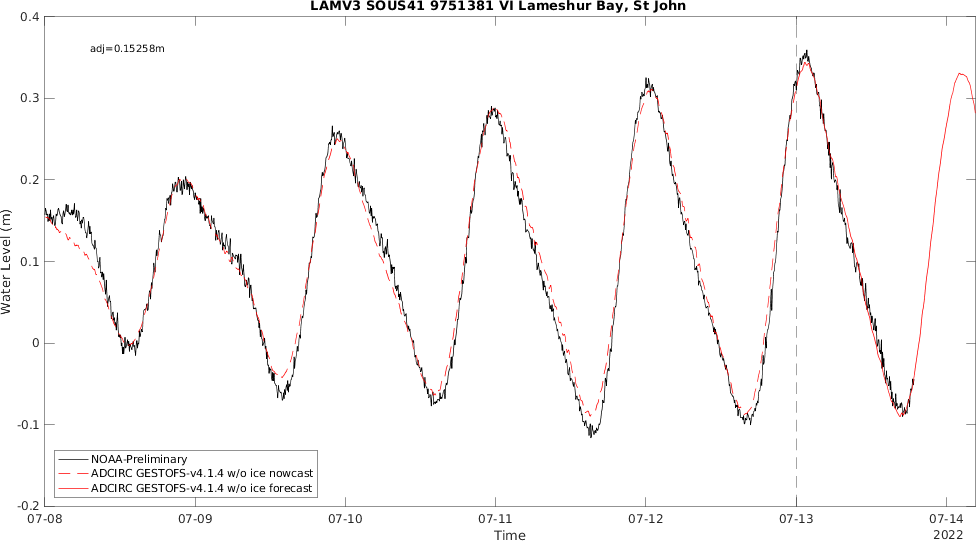 LAMV3 SOUS41 9751381 VI Lameshur Bay, St John
adj=0.15258m
0.4
0.3
0.2
0.1
0
-0.1
-0.2
Water Level (m)
NOAA-Preliminary
ADCIRC GESTOFS-v4.1.4 w/o ice nowcast
ADCIRC GESTOFS-v4.1.4 w/o ice forecast
07-08 07-09 07-10 07-11 07-12 07-13 07-14
Time
2022